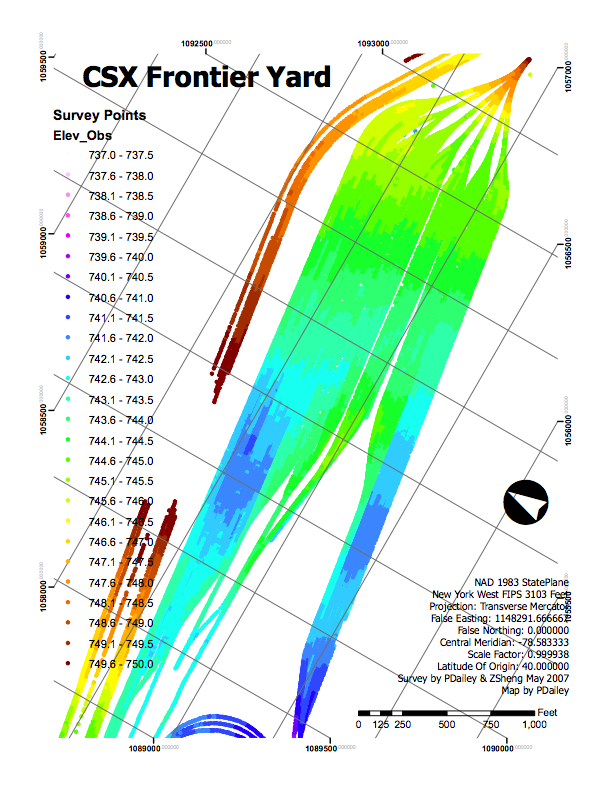 1092500
1093000
1059500
1057000
CSX Frontier Yard
Survey Points
Elev_Obs
737.0 - 737.5
737.6 - 738.0
738.1 - 738.5
738.6 - 739.0
739.1 - 739.5
739.6 - 740.0
740.1 - 740.5
740.6 - 741.0
741.1 - 741.5
741.6 - 742.0
742.1 - 742.5
742.6 - 743.0
743.1 - 743.5
743.6 - 744.0
744.1 - 744.5
744.6 - 745.0
745.1 - 745.5
745.6 - 746.0
746.1 - 746.5
746.6 - 747.0
747.1 - 747.5
747.6 - 748.0
748.1 - 748.5
748.6 - 749.0
749.1 - 749.5
749.6 - 750.0
1059000
1056500
1058500
1056000
1058000
NAD 1983 StatePlane
New York West FIPS 3103 Feet
Projection: Transverse Mercator
False Easting: 1148291.666667
False Northing: 0.000000
Central Meridian: -78.583333
Scale Factor: 0.999938
Latitude Of Origin: 40.000000
Survey by PDailey & ZSheng May 2007
Map by PDailey
Feet
0 125 250 500 750 1,000
1089000
1089500
1090000